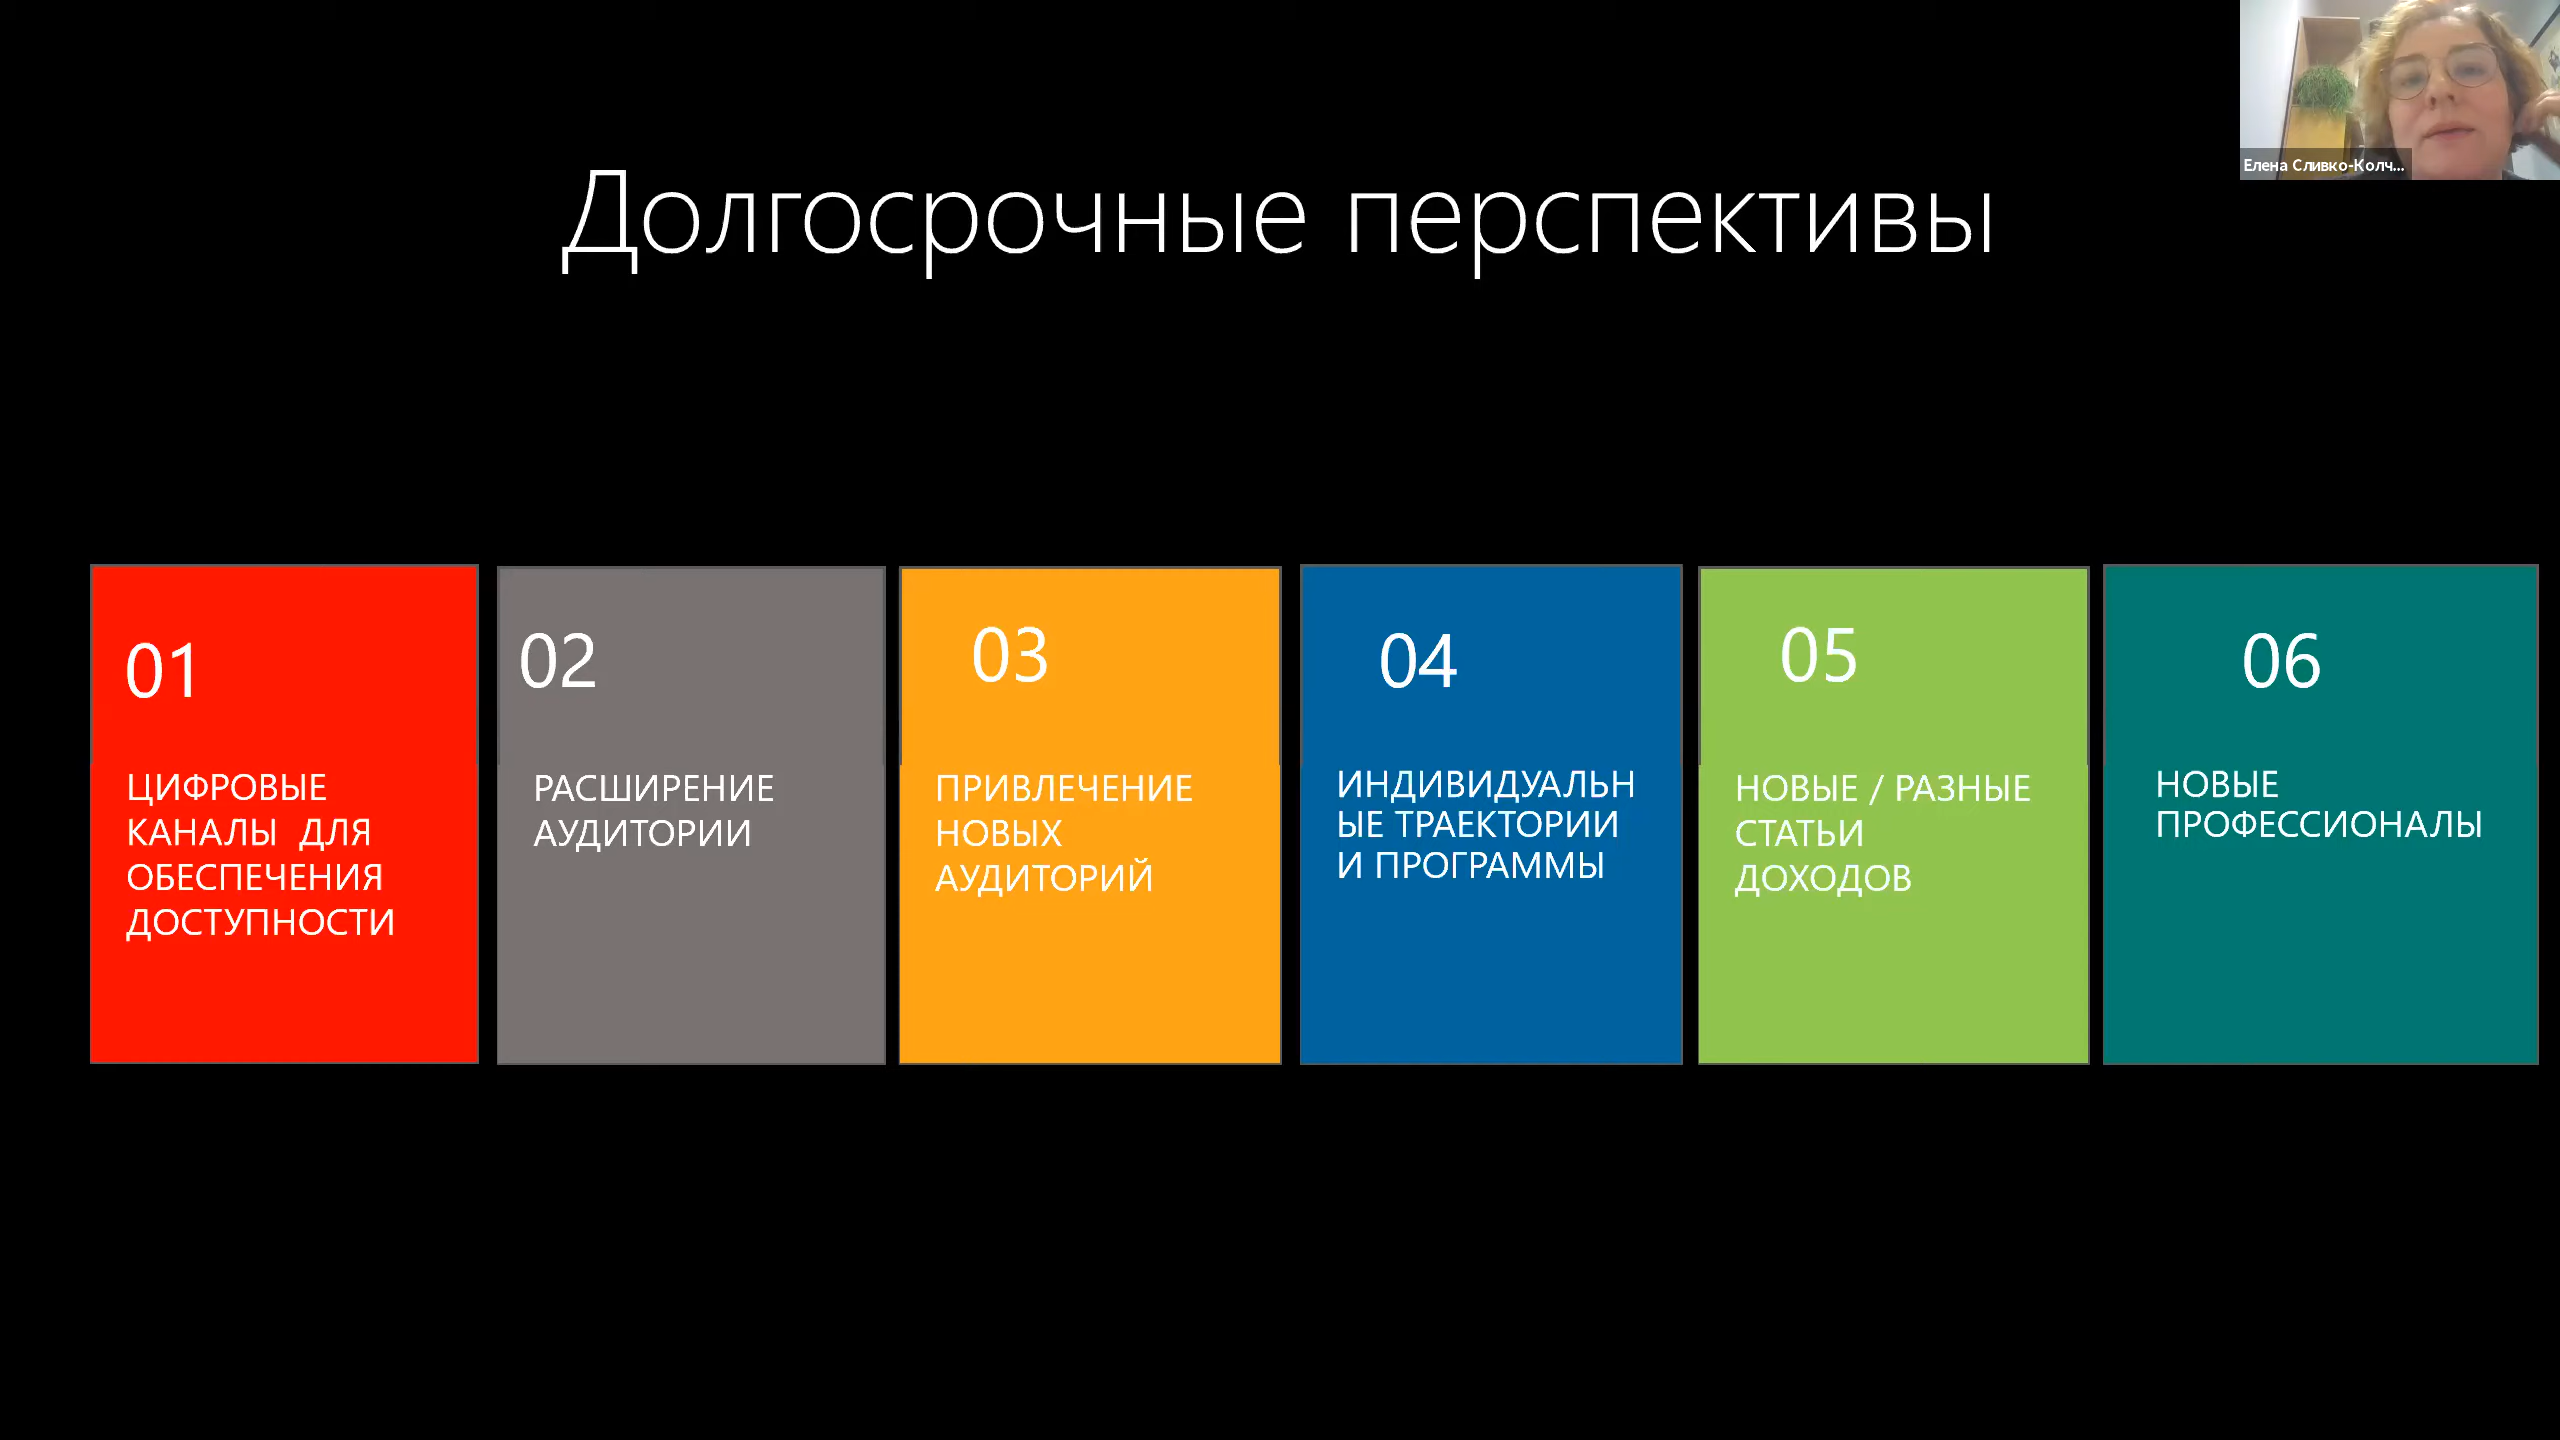 Елена Сливко-Колч...
Долгосрочные перспективы
01
ЦИФРОВЫЕ
КАНАЛЫ ДЛЯ
ОБЕСПЕЧЕНИЯ
ДОСТУПНОСТИ
02
РАСШИРЕНИЕ
АУДИТОРИИ
03
ПРИВЛЕЧЕНИЕ
НОВЫХ
АУДИТОРИЙ
04
ИНДИВИДУАЛЬН
ЫЕ ТРАЕКТОРИИ
И ПРОГРАММЫ
05
НОВЫЕ / РАЗНЫЕ
СТАТЬИ
ДОХОДОВ
06
НОВЫЕ
ПРОФЕССИОНАЛЫ